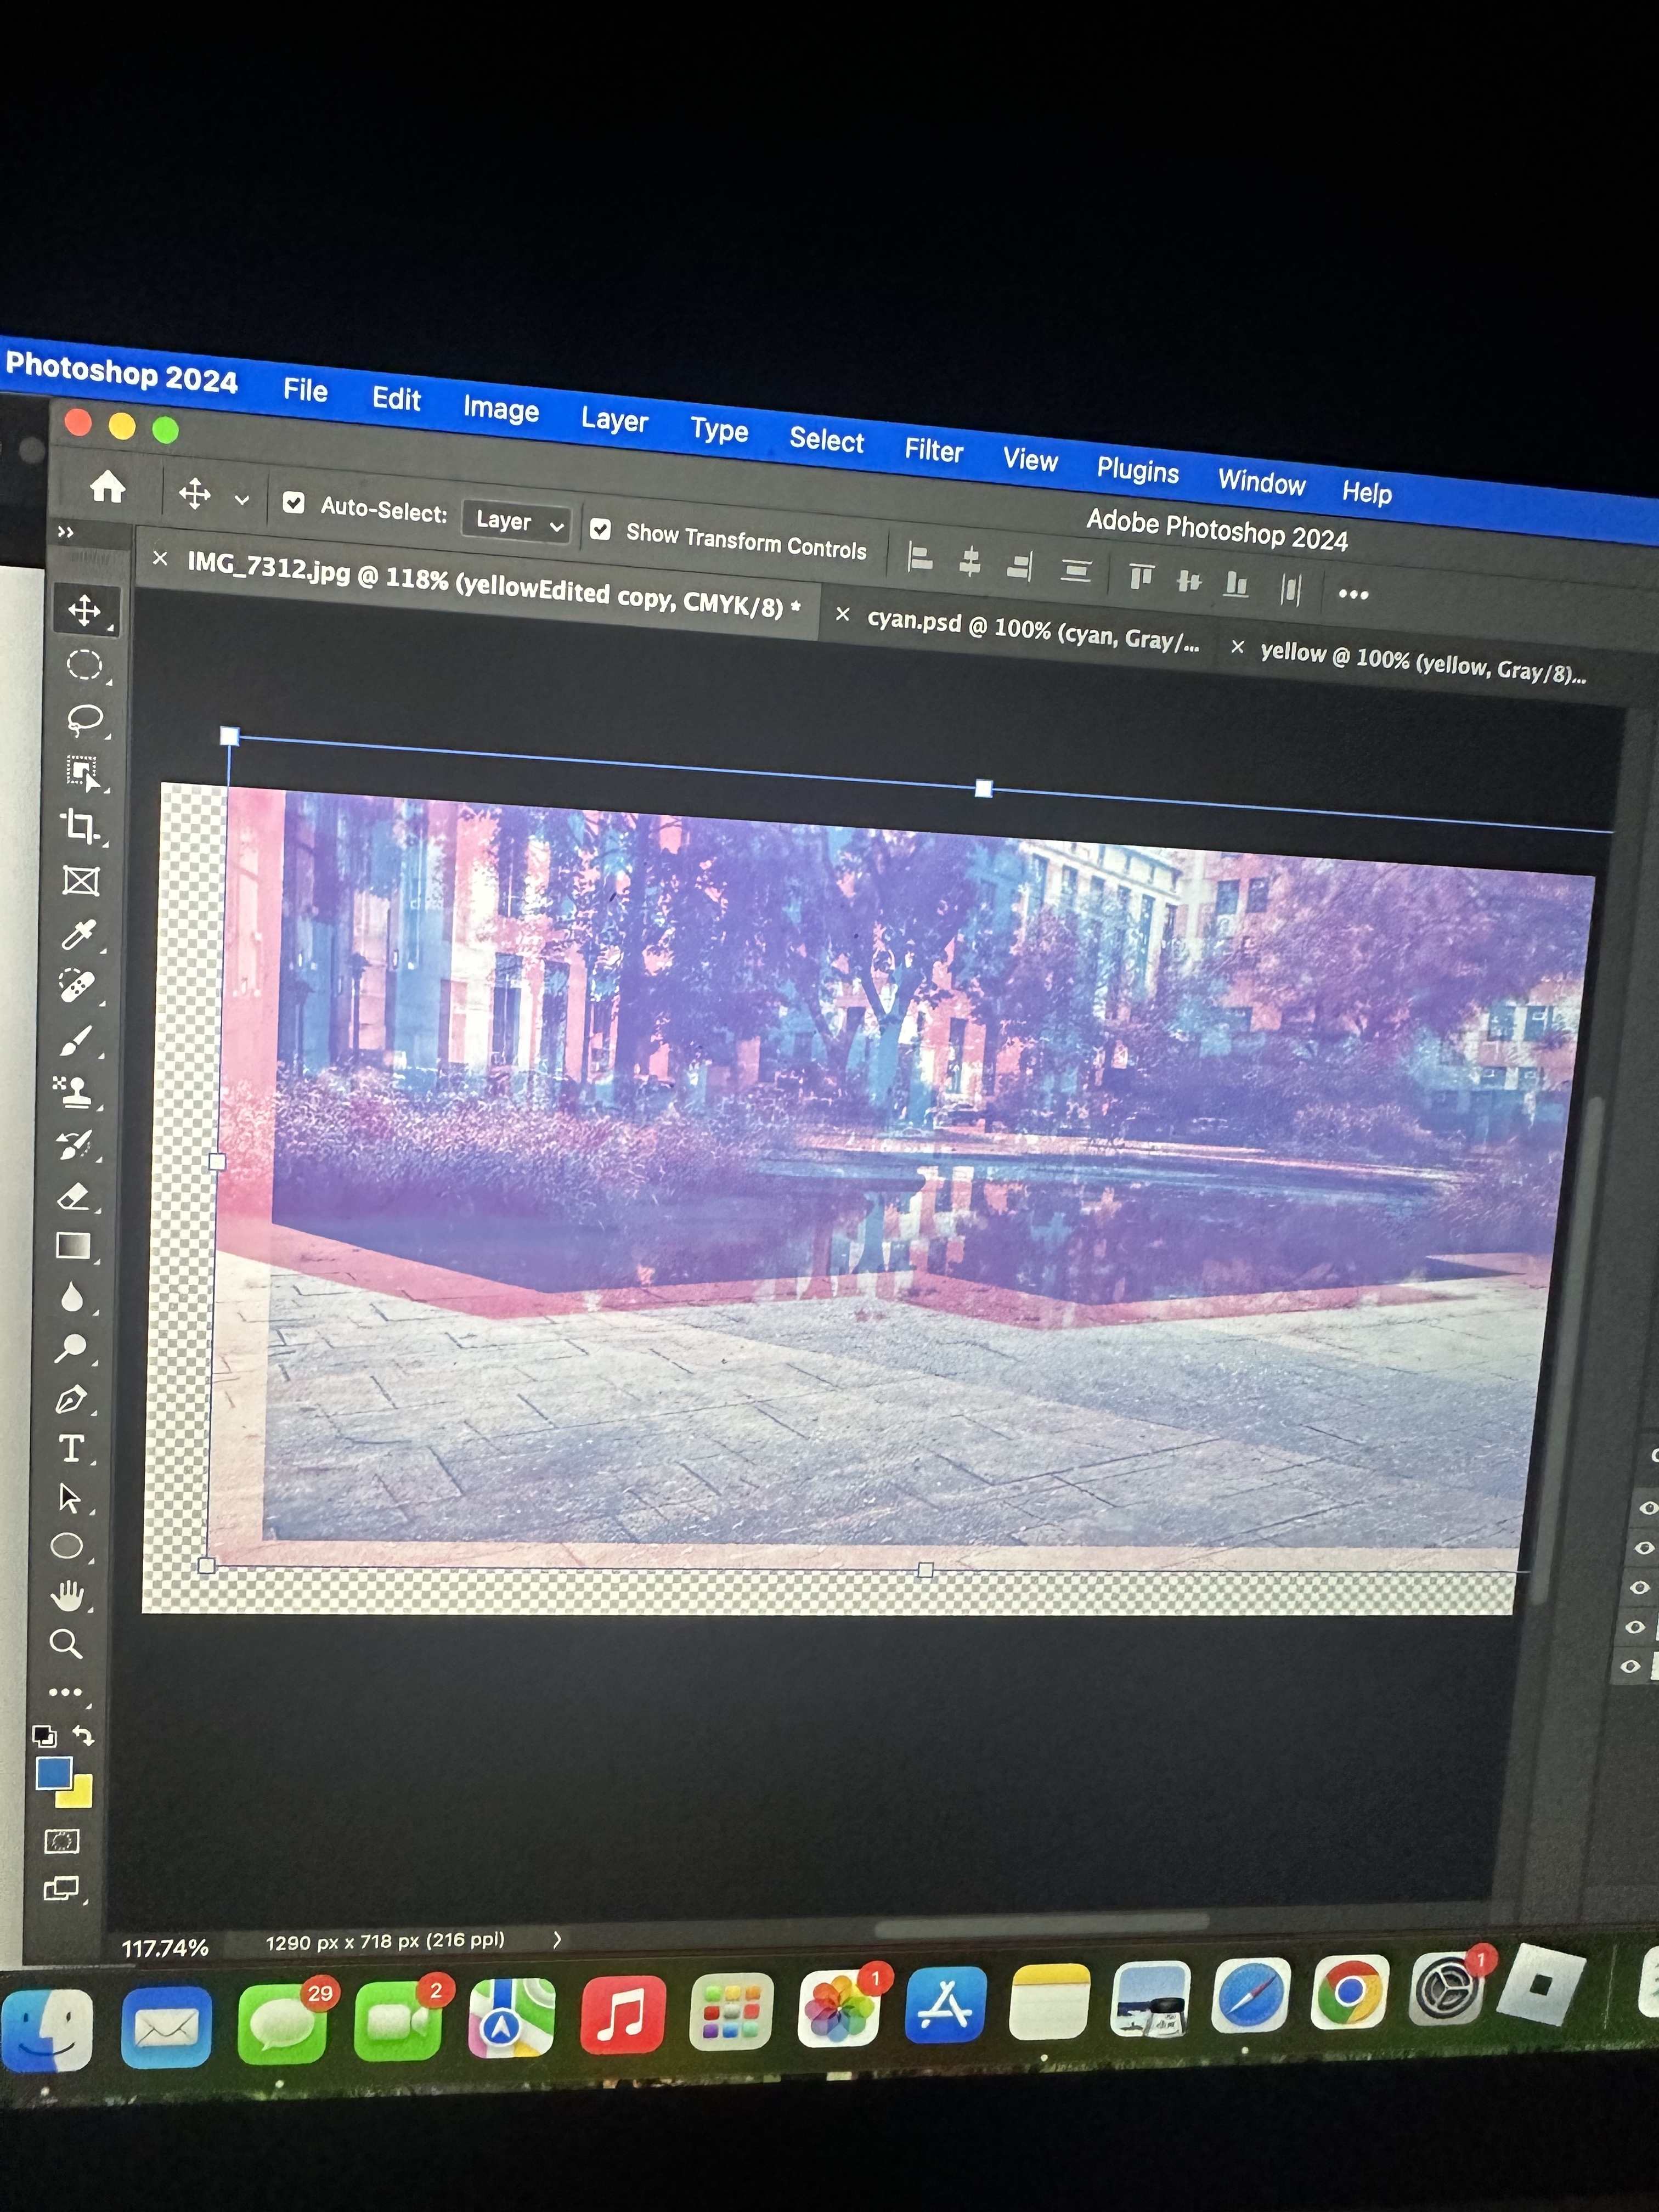 Photoshop 2024 File Edit Image Layer Type Select Filter View Plugins Window Help
Adobe Photoshop 2024
Auto-Select: Layer Show Transform Controls
IMG_7312.jpg @ 118% (yellowEdited copy, CMYK/8) * cyan.psd @ 100% (cyan, Gray/... yellow @ 100% (yellow, Gray/8)...
117.74% 1290 px x 718 px (216 ppi)
29 2 1 1